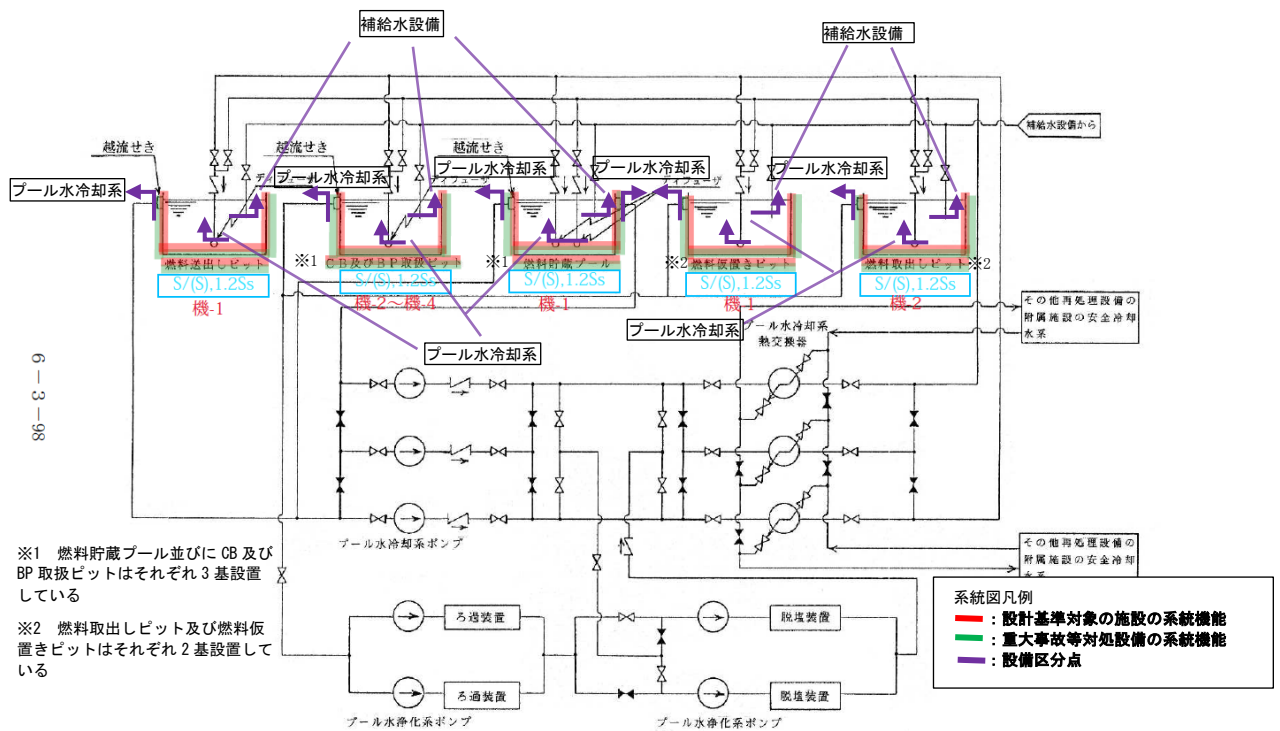 補給水設備
補給水設備
補給水設備から
越流せき
越流せき
越流せき
プール水冷却系
プール水冷却系
プール水冷却系
プール水冷却系
プール水冷却系
ディフューザ
燃料送出しピット
※1
CB及びBP取扱ピット
※1
燃料貯蔵プール
※2
燃料仮置きピット
燃料取出しピット
※2
S/(S),1.2Ss
S/(S),1.2Ss
S/(S),1.2Ss
S/(S),1.2Ss
S/(S),1.2Ss
機-1
機-2~機-4
機-1
機-1
機-2
プール水冷却系
プール水冷却系
プール水冷却系
熱交換器
その他再処理設備の
附属施設の安全冷却
水系
6-3-98
プール水冷却系ポンプ
その他再処理設備の
附属施設の安全冷却
水系
※1 燃料貯蔵プール並びに CB 及び
BP 取扱ピットはそれぞれ 3 基設置
している
※2 燃料取出しピット及び燃料仮
置きピットはそれぞれ 2 基設置して
いる
ろ過装置
脱塩装置
ろ過装置
脱塩装置
プール水浄化系ポンプ
プール水浄化系ポンプ
系統図凡例
:設計基準対象の施設の系統機能
:重大事故等対処設備の系統機能
:設備区分点